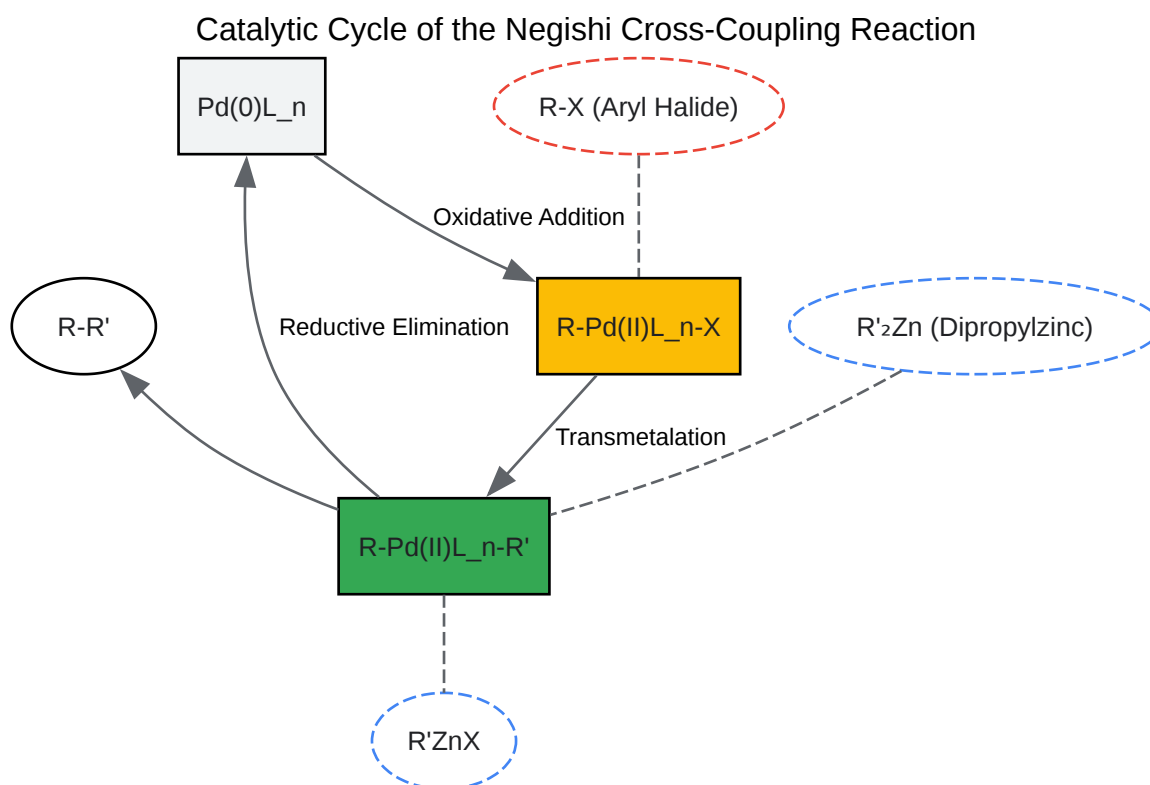 Catalytic Cycle of the Negishi Cross-Coupling Reaction
Pd(0)L_n
R-X (Aryl Halide)
Oxidative Addition
R-R'
Reductive Elimination
R-Pd(II)L_n-X
R'₂Zn (Dipropylzinc)
Transmetalation
R-Pd(II)L_n-R'
R'ZnX